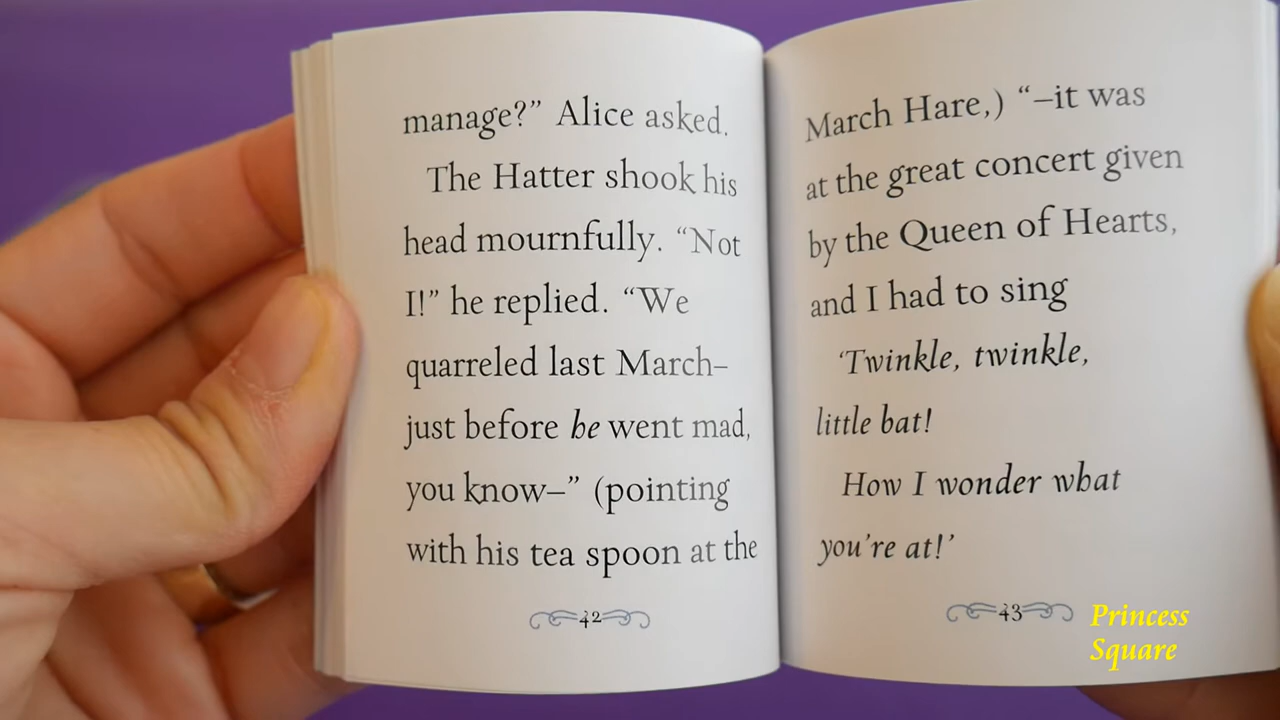 manage?” Alice asked.
The Hatter shook his
head mournfully. “Not
I!” he replied. “We
quarreled last March–
just before he went mad,
you know–” (pointing
with his tea spoon at the
42
March Hare,) “–it was
at the great concert given
by the Queen of Hearts,
and I had to sing
‘Twinkle, twinkle,
little bat!
How I wonder what
you’re at!’
43
Princess
Square